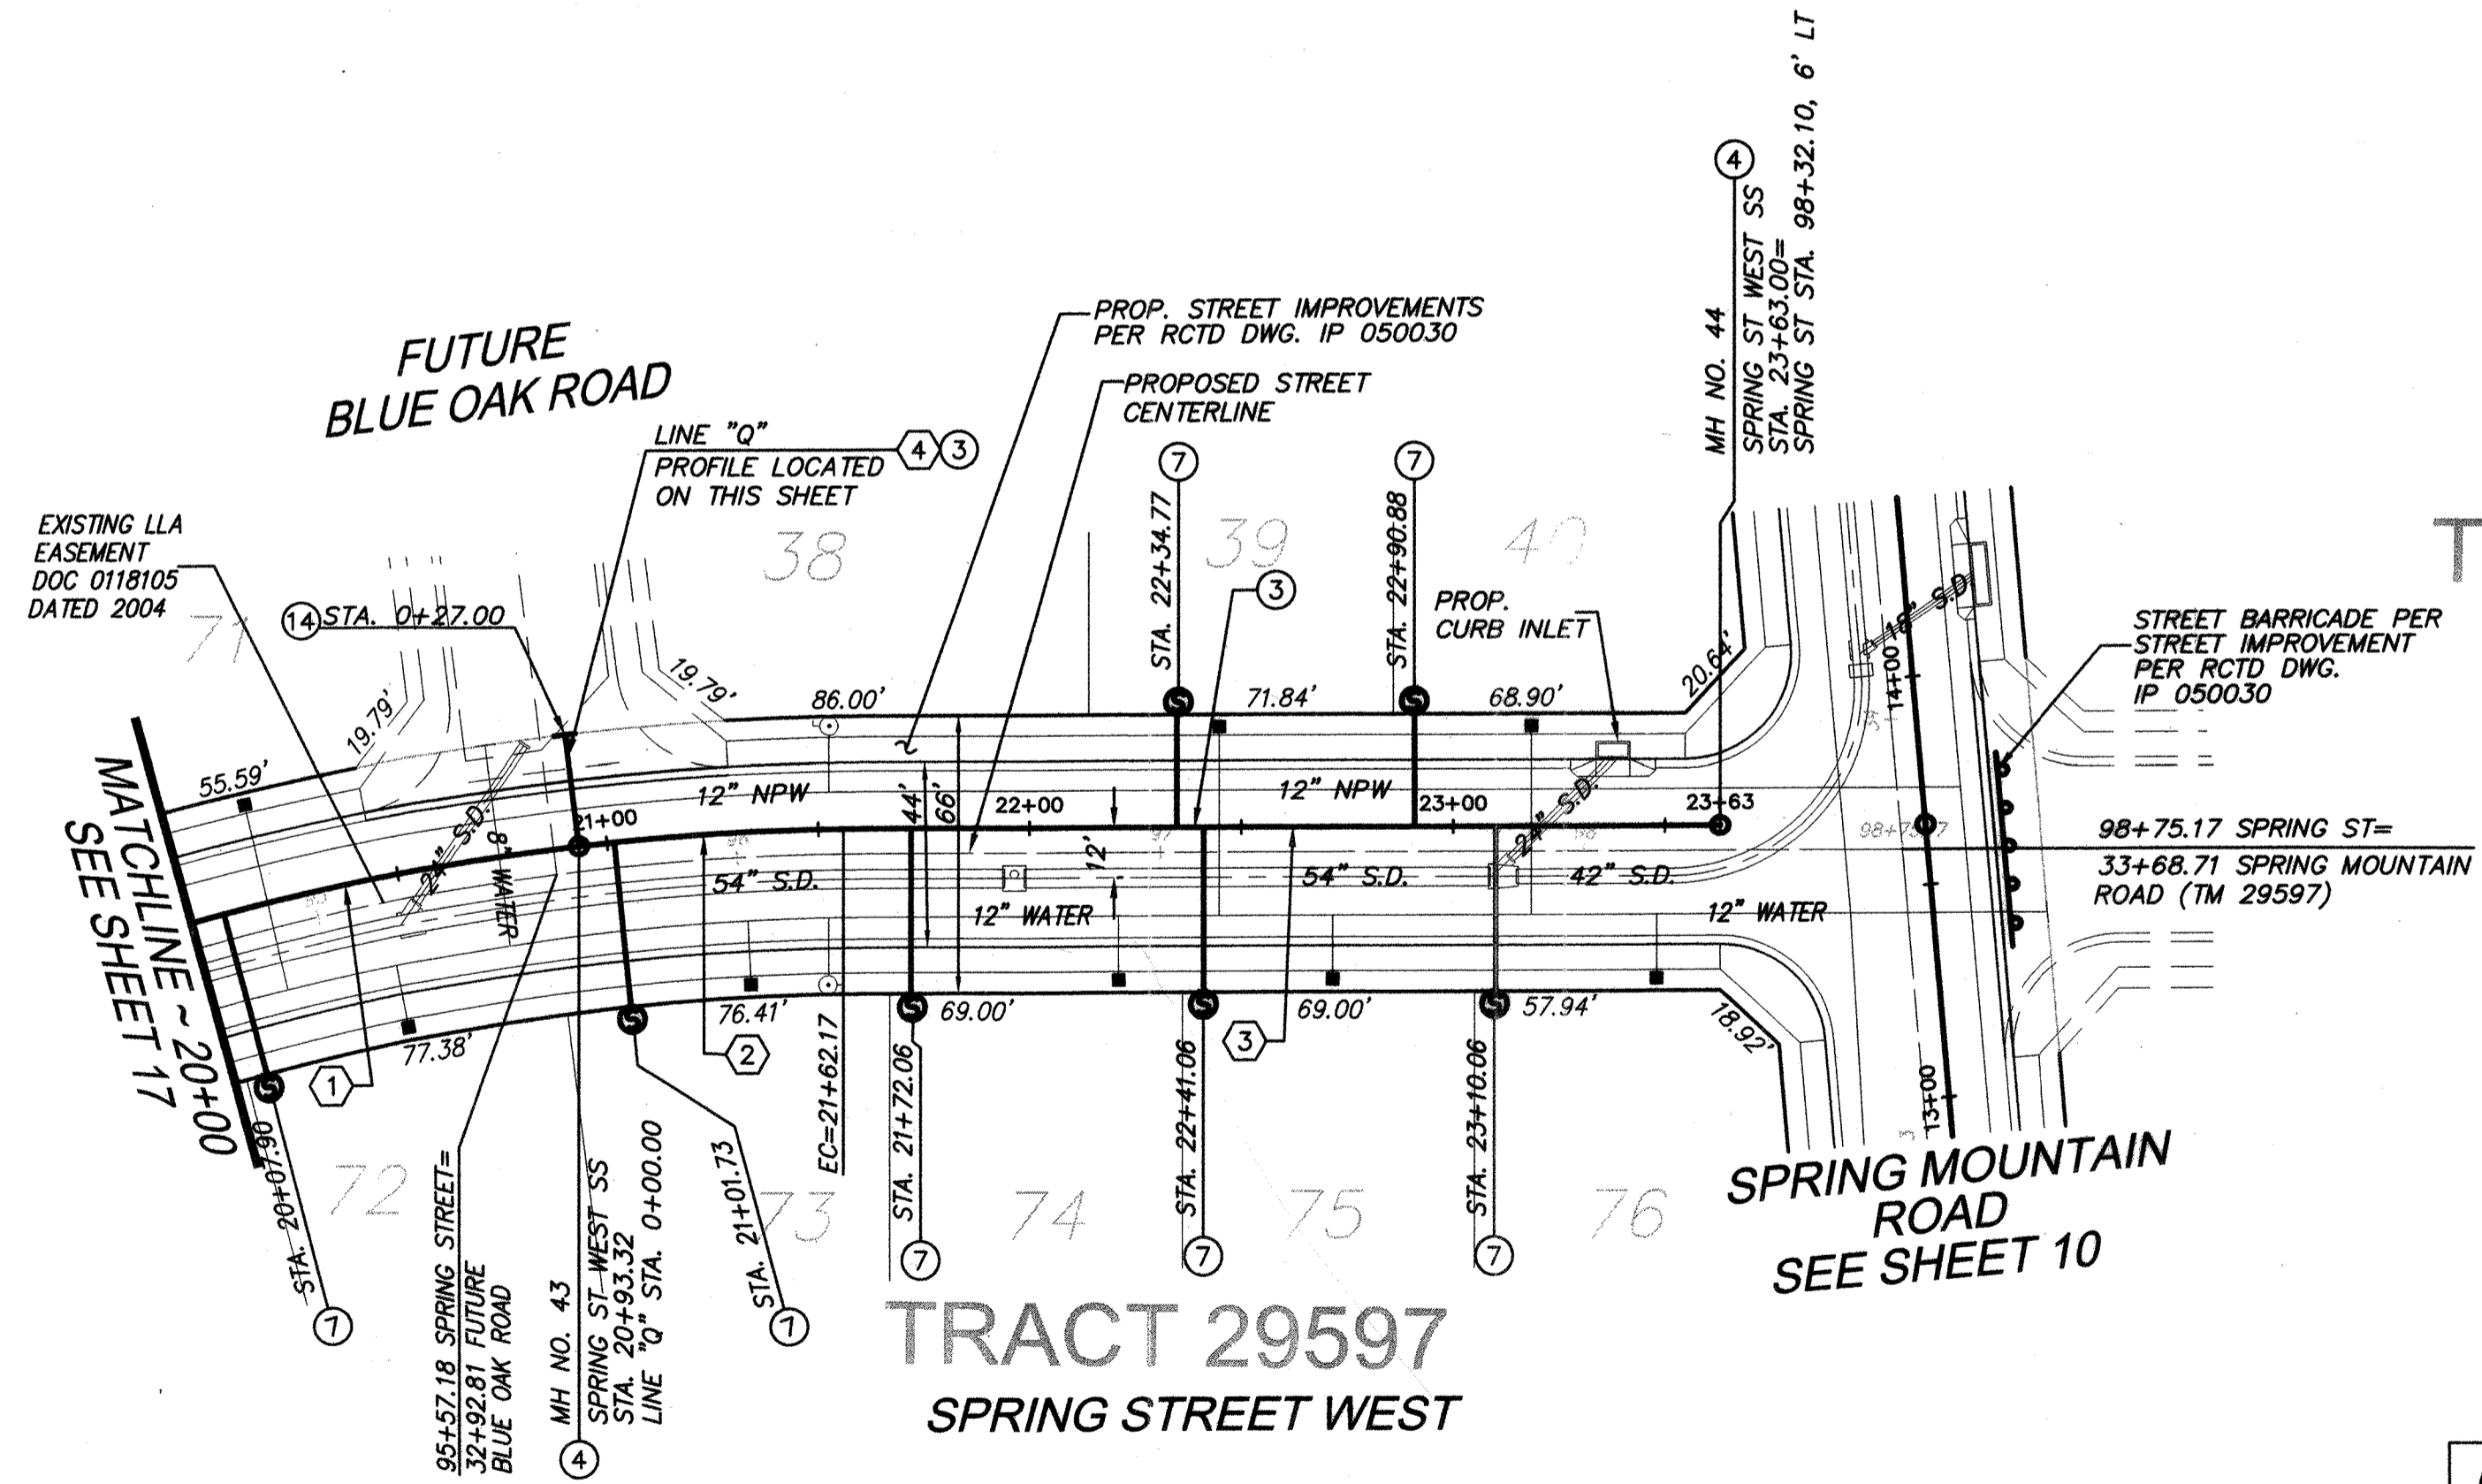 FUTURE
BLUE OAK ROAD
LINE "Q"
PROFILE LOCATED
ON THIS SHEET
4
3
PROP. STREET IMPROVEMENTS
PER RCTD DWG. IP 050030
PROPOSED STREET
CENTERLINE
7
STA. 22+34.77
7
STA. 22+90.88
4
MH NO. 44
SPRING ST WEST SS
STA. 23+63.00=
SPRING ST STA. 98+32.10, 6' LT
EXISTING LLA
EASEMENT
DOC 0118105
DATED 2004
14
STA. 0+27.00
71
38
39
40
3
PROP.
CURB INLET
T
STREET BARRICADE PER
STREET IMPROVEMENT
PER RCTD DWG.
IP 050030
18" S.D
14+00
20.64'
19.79'
19.79'
55.59'
86.00'
71.84'
68.90'
MATCHLINE ~ 20+00
SEE SHEET 17
24" S.D.
8" WATER
21+00
12" NPW
44'
66'
22+00
12'
12" NPW
23+00
24" S.D.
23+63
98+75.17
96
97
98
54" S.D.
54" S.D.
42" S.D.
12" WATER
12" WATER
98+75.17 SPRING ST=
33+68.71 SPRING MOUNTAIN
ROAD (TM 29597)
77.38'
76.41'
69.00'
69.00'
57.94'
18.92'
1
2
3
STA. 20+07.90
7
95+57.18 SPRING STREET=
32+92.81 FUTURE
BLUE OAK ROAD
MH NO. 43
SPRING ST WEST SS
STA. 20+93.32
LINE "Q" STA. 0+00.00
4
STA. 21+01.73
7
EC=21+62.17
STA. 21+72.06
7
STA. 22+41.06
7
STA. 23+10.06
7
13+00
72
73
74
75
76
SPRING MOUNTAIN
ROAD
SEE SHEET 10
TRACT 29597
SPRING STREET WEST